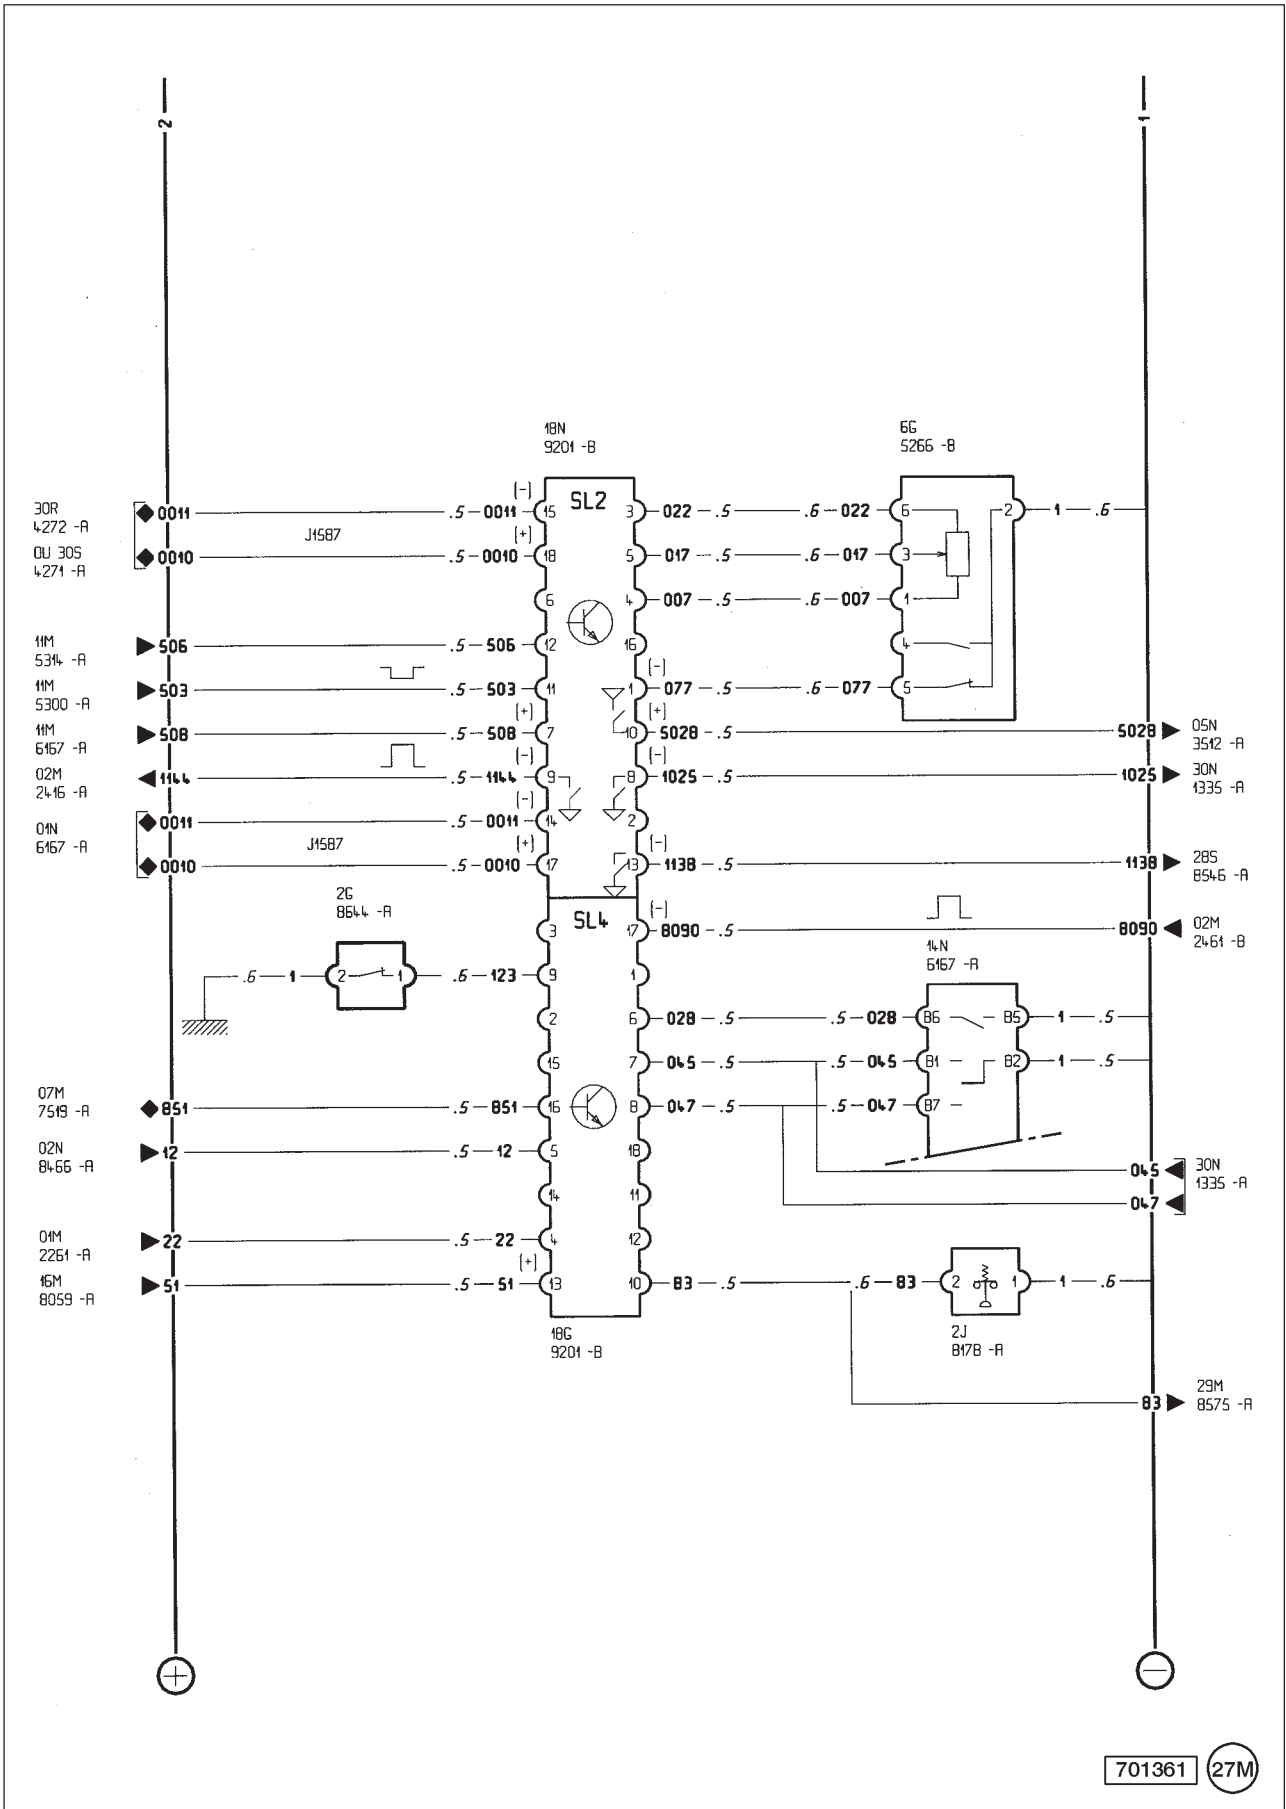 2
1
18N
9201 -B
6G
5266 -B
SL2
30R
4272 -A
OU 30S
4271 -A
0011 .5 0011 (-) 15 3 022 .5 .6 022 6 2 1 .6
J1587
0010 .5 0010 (+) 18 5 017 .5 .6 017 3
6 4 007 .5 .6 007 1
11M
5314 -A
506 .5 506 12 16 4
11M
5300 -A
503 .5 503 11 1 (-) 077 .5 .6 077 5
11M
6167 -A
508 .5 508 (+) 7 10 (+) 5028 .5 5028
05N
3512 -A
02M
2416 -A
1144 .5 1144 (-) 9 8 (-) 1025 .5 1025
30N
1335 -A
01N
6167 -A
0011 .5 0011 (-) 14 2
J1587
0010 .5 0010 (+) 17 13 (-) 1138 .5 1138
28S
8546 -A
2G
8644 -A
SL4
3 17 (-) 8090 .5 8090
02M
2461 -B
14N
6167 -A
.6 1 2 1 .6 123 9 1
2 6 028 .5 .5 028 B6 B5 1 .5
15 7 045 .5 .5 045 B1 B2 1 .5
07M
7519 -A
851 .5 851 16 8 047 .5 .5 047 B7
02N
8466 -A
12 .5 12 5 18
045
30N
1335 -A
14 11
047
01M
2261 -A
22 .5 22 4 12
16M
8059 -A
51 .5 51 (+) 13 10 83 .5 .6 83 2 1 1 .6
18G
9201 -B
2J
8178 -A
83
29M
8575 -A
+
−
701361
27M